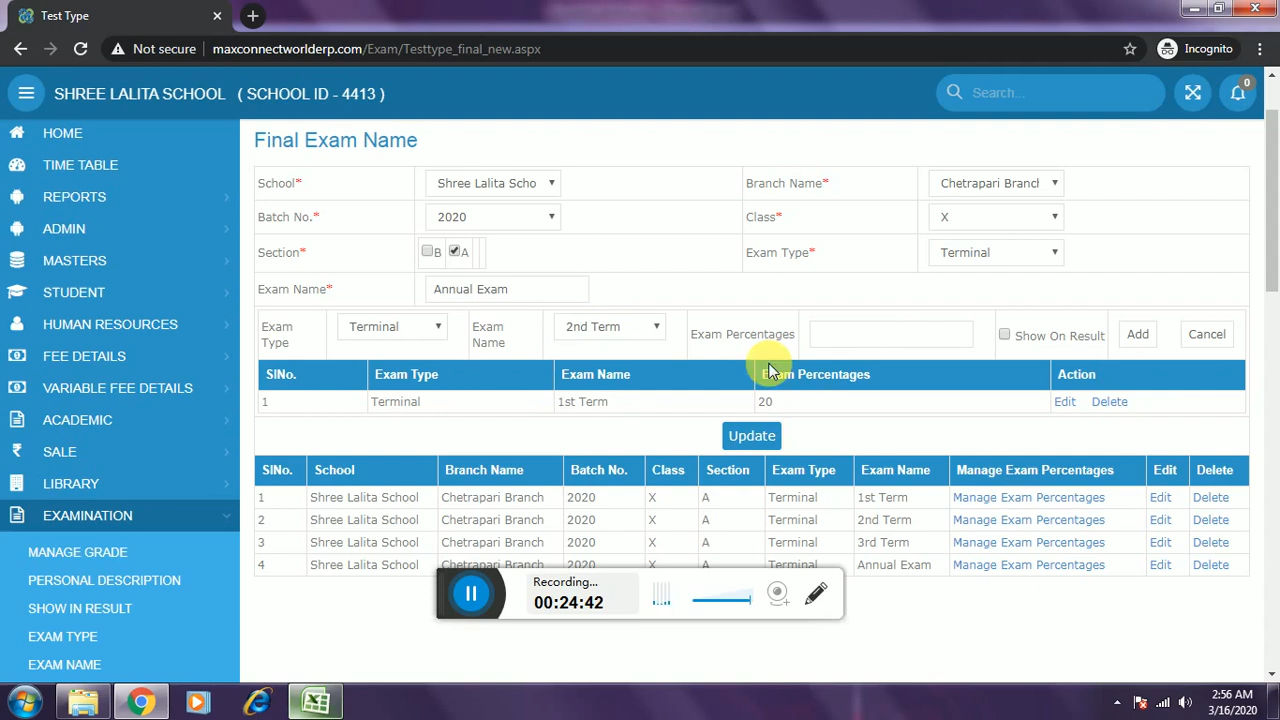 Test Type
Not secure maxconnectworlderp.com/Exam/Testtype_final_new.aspx Incognito
SHREE LALITA SCHOOL ( SCHOOL ID - 4413 ) Search... 0
HOME
TIME TABLE
REPORTS
ADMIN
MASTERS
STUDENT
HUMAN RESOURCES
FEE DETAILS
VARIABLE FEE DETAILS
ACADEMIC
SALE
LIBRARY
EXAMINATION
MANAGE GRADE
PERSONAL DESCRIPTION
SHOW IN RESULT
EXAM TYPE
EXAM NAME
Final Exam Name
School* Shree Lalita Scho Branch Name* Chetrapari Branch
Batch No.* 2020 Class* X
Section* B A Exam Type* Terminal
Exam Name* Annual Exam
Exam Type Terminal Exam Name 2nd Term Exam Percentages Show On Result Add Cancel
SlNo. Exam Type Exam Name Exam Percentages Action
1 Terminal 1st Term 20 Edit Delete
Update
SlNo. School Branch Name Batch No. Class Section Exam Type Exam Name Manage Exam Percentages Edit Delete
1 Shree Lalita School Chetrapari Branch 2020 X A Terminal 1st Term Manage Exam Percentages Edit Delete
2 Shree Lalita School Chetrapari Branch 2020 X A Terminal 2nd Term Manage Exam Percentages Edit Delete
3 Shree Lalita School Chetrapari Branch 2020 X A Terminal 3rd Term Manage Exam Percentages Edit Delete
4 Shree Lalita School Chetrapari Branch 2020 X A Terminal Annual Exam Manage Exam Percentages Edit Delete
Recording...
00:24:42
2:56 AM
3/16/2020